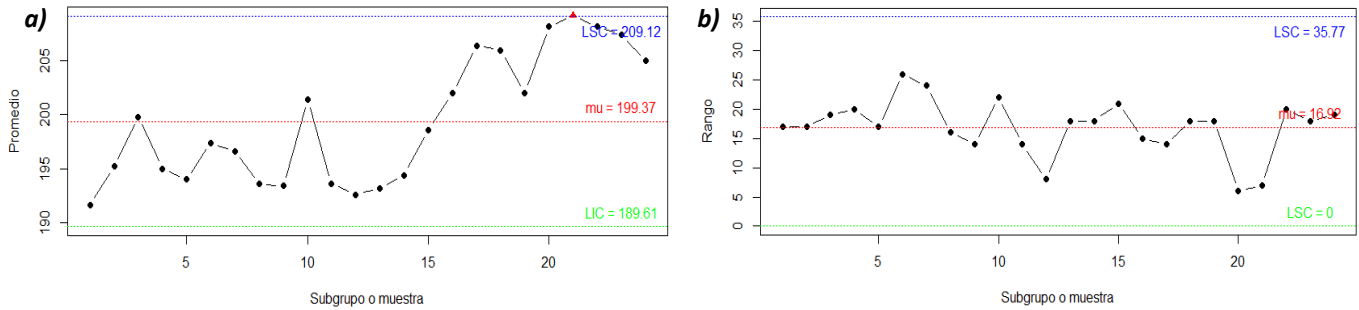 a)
Promedio
205
200
195
190
LSC = 209.12
mu = 199.37
LIC = 189.61
5
10
15
20
Subgrupo o muestra
b)
Rango
35
30
25
20
15
10
5
0
LSC = 35.77
mu = 16.92
LSC = 0
5
10
15
20
Subgrupo o muestra